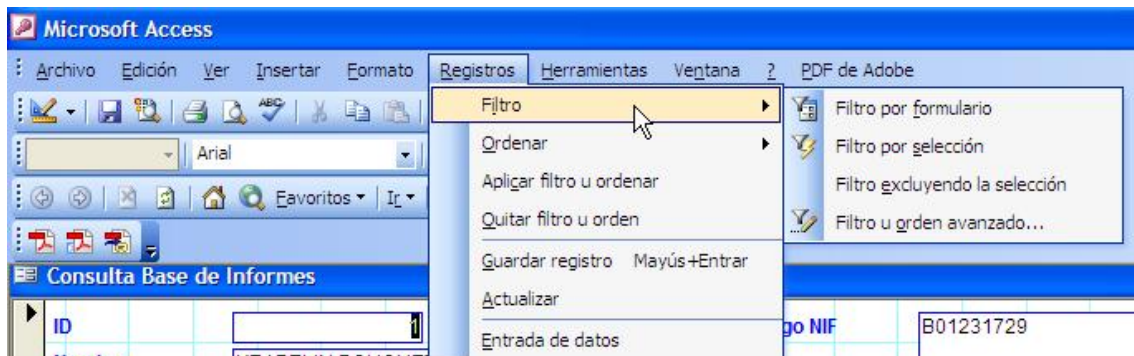 Microsoft Access
Archivo Edición Ver Insertar Formato Registros Herramientas Ventana ? PDF de Adobe
Filtro
Filtro por formulario
Ordenar
Filtro por selección
Arial
Aplicar filtro u ordenar
Filtro excluyendo la selección
Favoritos Ir
Quitar filtro u orden
Filtro u orden avanzado...
Guardar registro Mayús+Entrar
Consulta Base de Informes
Actualizar
ID 1
go NIF B01231729
Entrada de datos